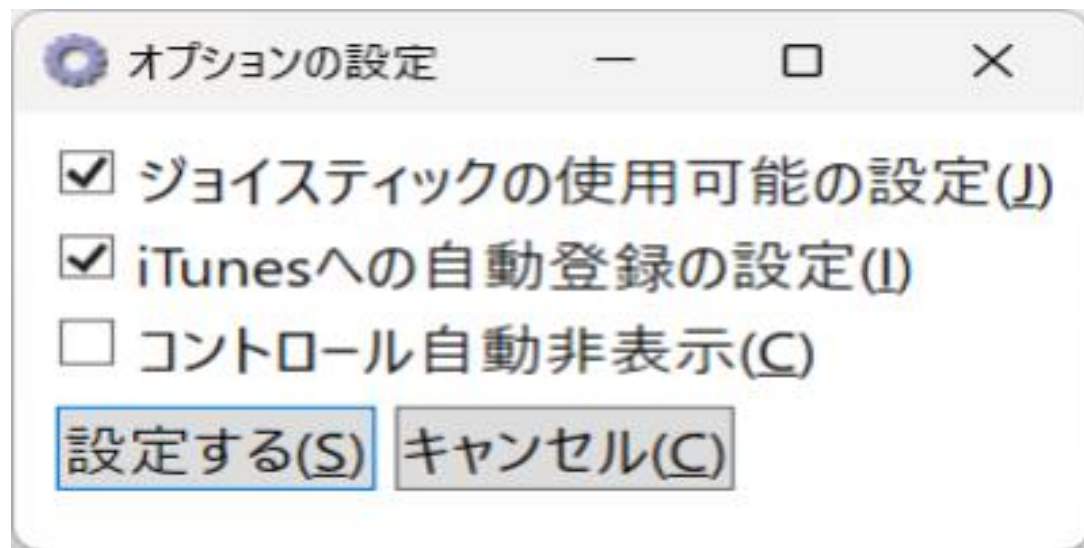 オプションの設定
ジョイスティックの使用可能の設定(J)
iTunesへの自動登録の設定(I)
コントロール自動非表示(C)
設定する(S) キャンセル(C)